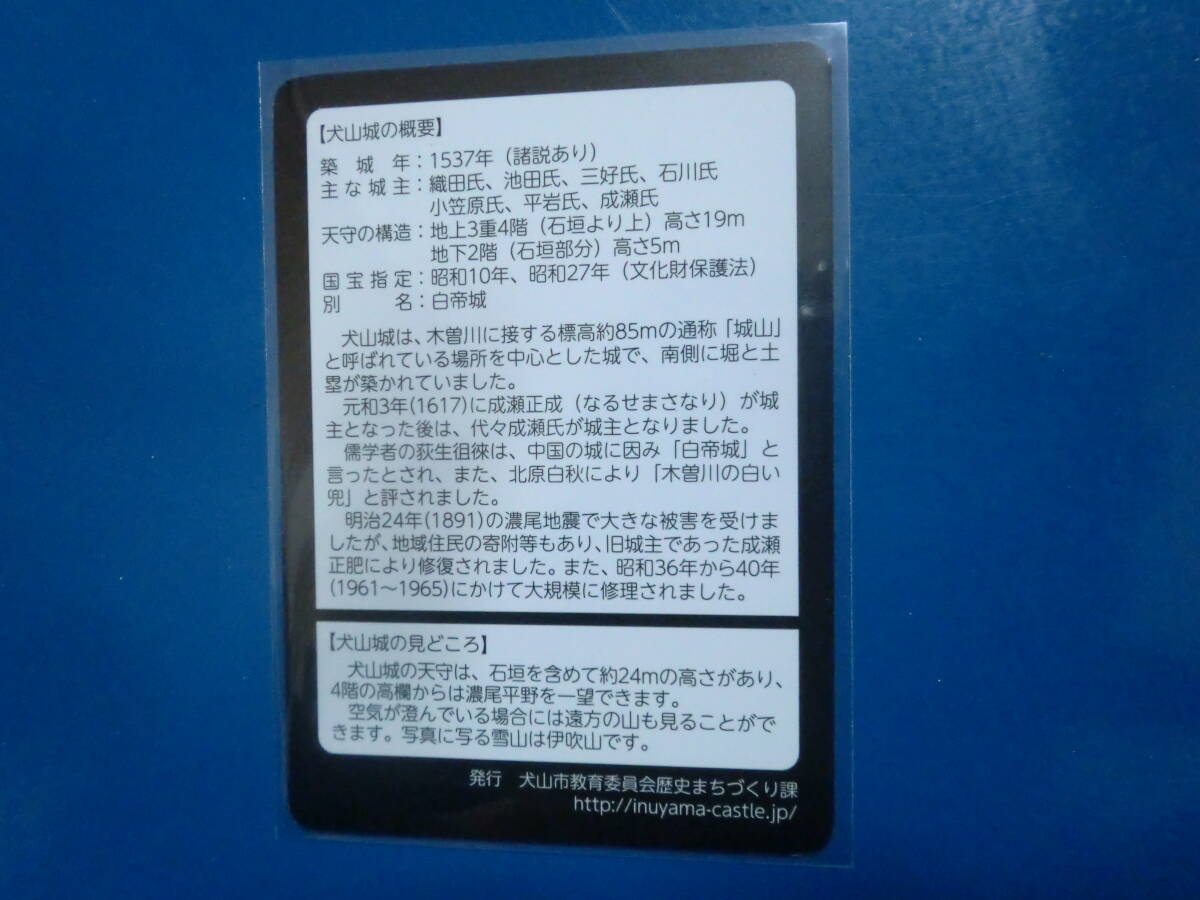 【犬山城の概要】
築城年：1537年（諸説あり）
主な城主：織田氏、池田氏、三好氏、石川氏
小笠原氏、平岩氏、成瀬氏
天守の構造：地上3重4階（石垣より上）高さ19m
地下2階（石垣部分）高さ5m
国宝指定：昭和10年、昭和27年（文化財保護法）
別名：白帝城
犬山城は、木曽川に接する標高約85mの通称「城山」
と呼ばれている場所を中心とした城で、南側に堀と土
塁が築かれていました。
元和3年(1617)に成瀬正成（なるせまさなり）が城
主となった後は、代々成瀬氏が城主となりました。
儒学者の荻生徂徠は、中国の城に因み「白帝城」と
言ったとされ、また、北原白秋により「木曽川の白い
兜」と評されました。
明治24年(1891)の濃尾地震で大きな被害を受けま
したが、地域住民の寄附等もあり、旧城主であった成瀬
正肥により修復されました。また、昭和36年から40年
(1961～1965)にかけて大規模に修理されました。
【犬山城の見どころ】
犬山城の天守は、石垣を含めて約24mの高さがあり、
4階の高欄からは濃尾平野を一望できます。
空気が澄んでいる場合には遠方の山も見ることがで
きます。写真に写る雪山は伊吹山です。
発行　犬山市教育委員会歴史まちづくり課
http://inuyama-castle.jp/